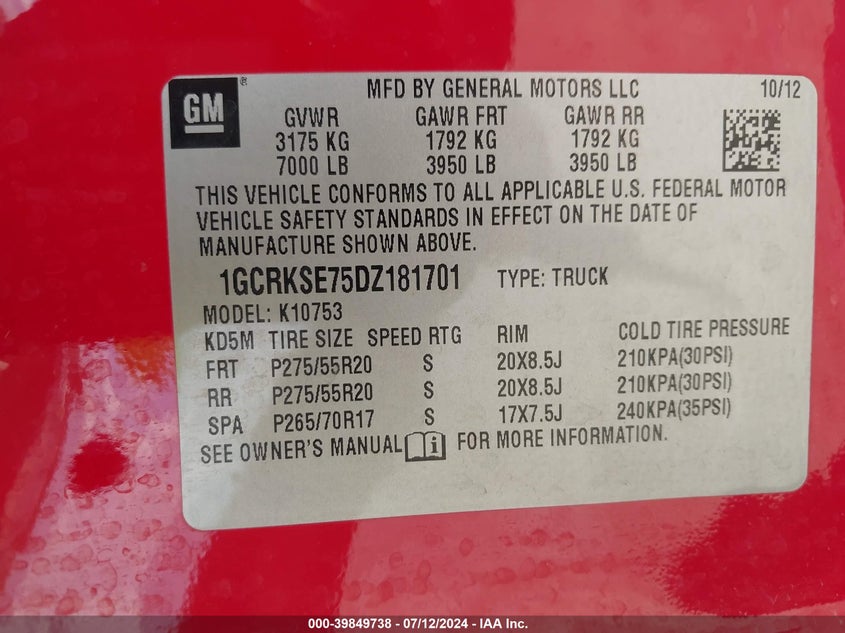 GM
®
MFD BY GENERAL MOTORS LLC 10/12
GVWR GAWR FRT GAWR RR
3175 KG 1792 KG 1792 KG
7000 LB 3950 LB 3950 LB
THIS VEHICLE CONFORMS TO ALL APPLICABLE U.S. FEDERAL MOTOR
VEHICLE SAFETY STANDARDS IN EFFECT ON THE DATE OF
MANUFACTURE SHOWN ABOVE.
1GCRKSE75DZ181701 TYPE: TRUCK
MODEL: K10753
KD5M TIRE SIZE SPEED RTG RIM COLD TIRE PRESSURE
FRT P275/55R20 S 20X8.5J 210KPA(30PSI)
RR P275/55R20 S 20X8.5J 210KPA(30PSI)
SPA P265/70R17 S 17X7.5J 240KPA(35PSI)
SEE OWNER'S MANUAL i FOR MORE INFORMATION.
000-39849738 - 07/12/2024 - IAA Inc.